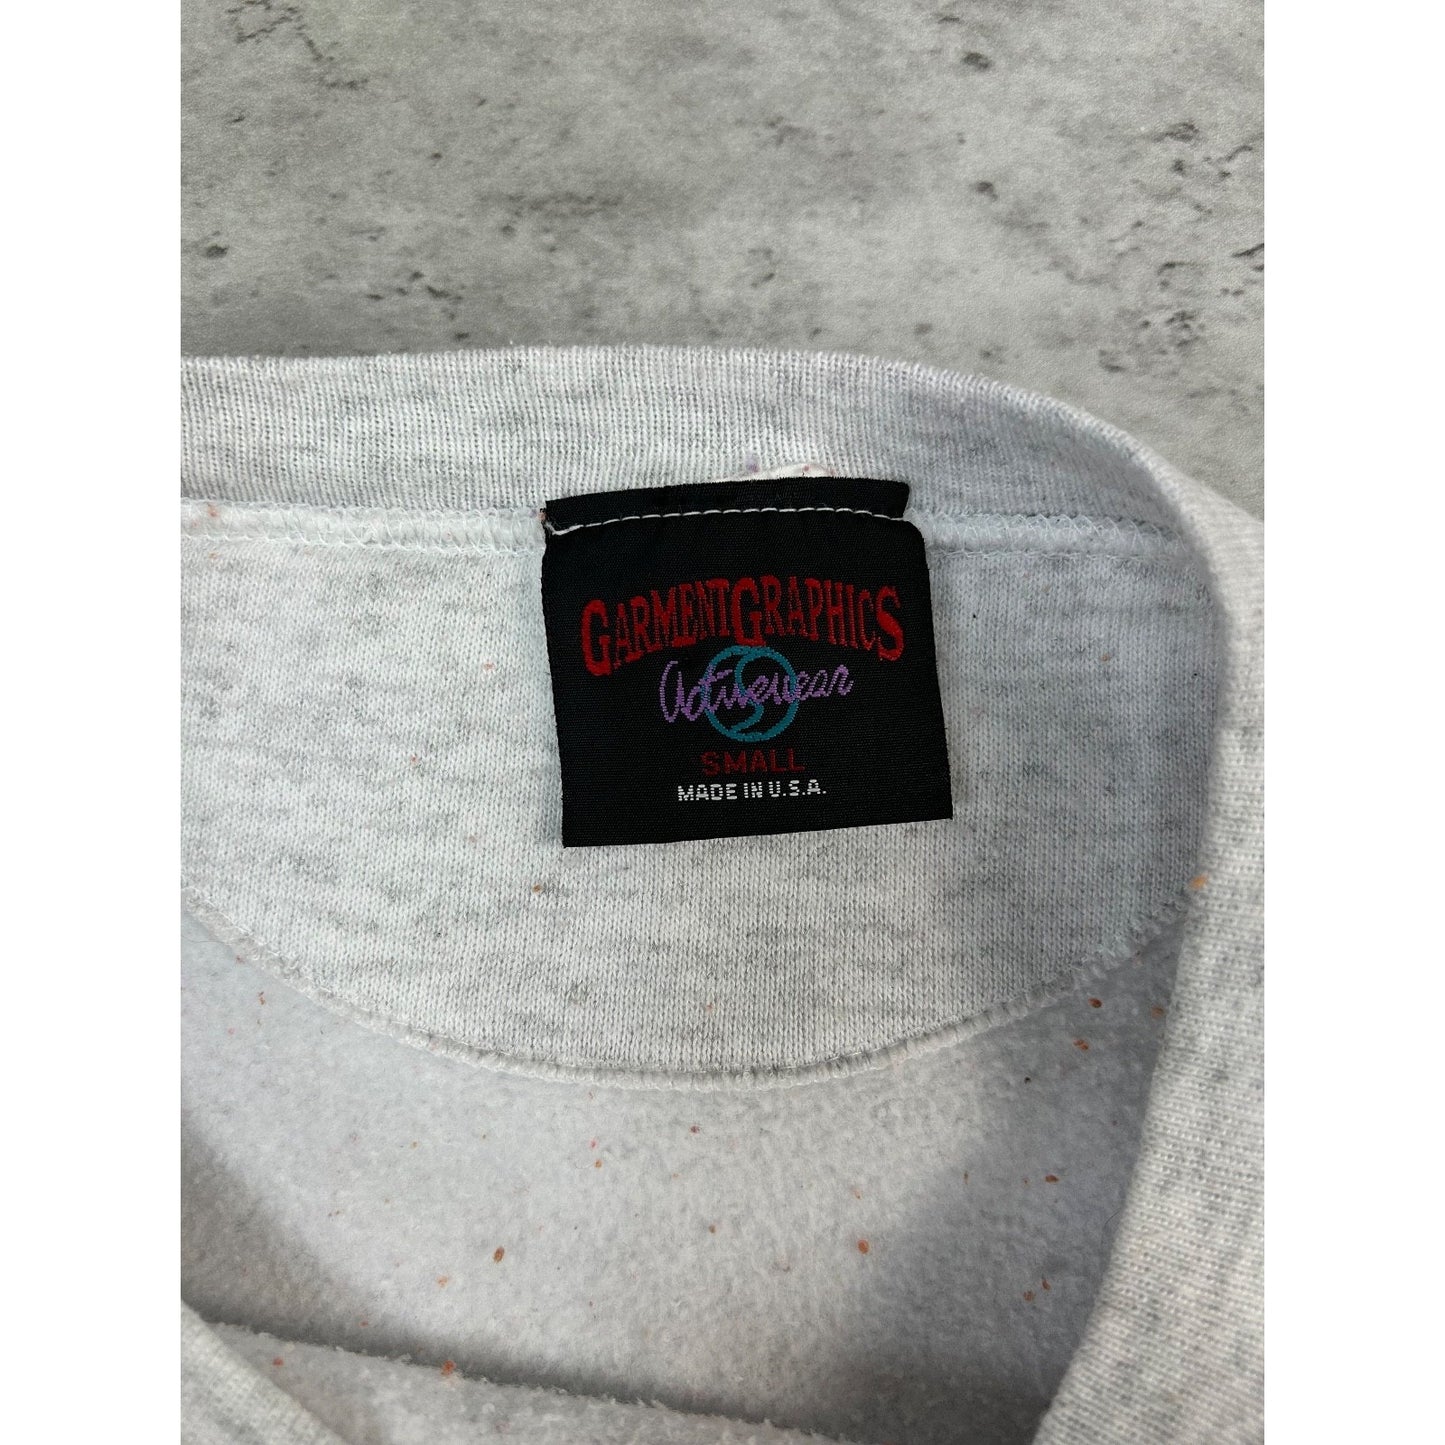 GARMENTGRAPHICS
Activewear
SMALL
MADE IN U.S.A.